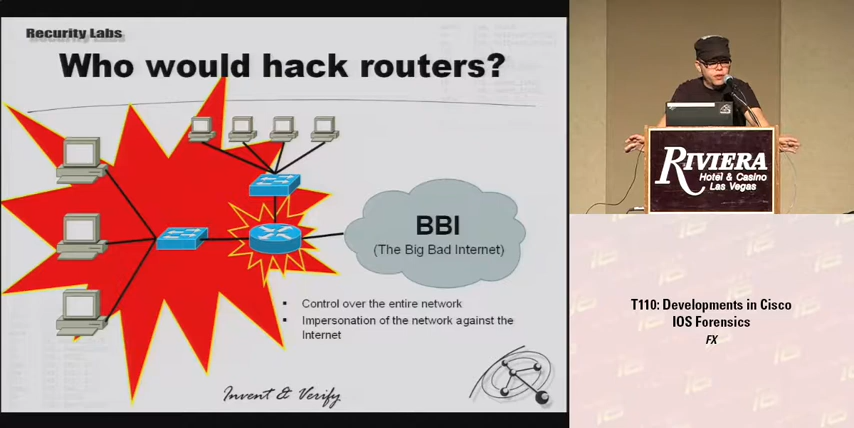 Recurity Labs
Who would hack routers?
BBI
(The Big Bad Internet)
Control over the entire network
Impersonation of the network against the
Internet
Invent & Verify
RIVIERA
Hotel & Casino
Las Vegas
T110: Developments in Cisco
IOS Forensics
FX